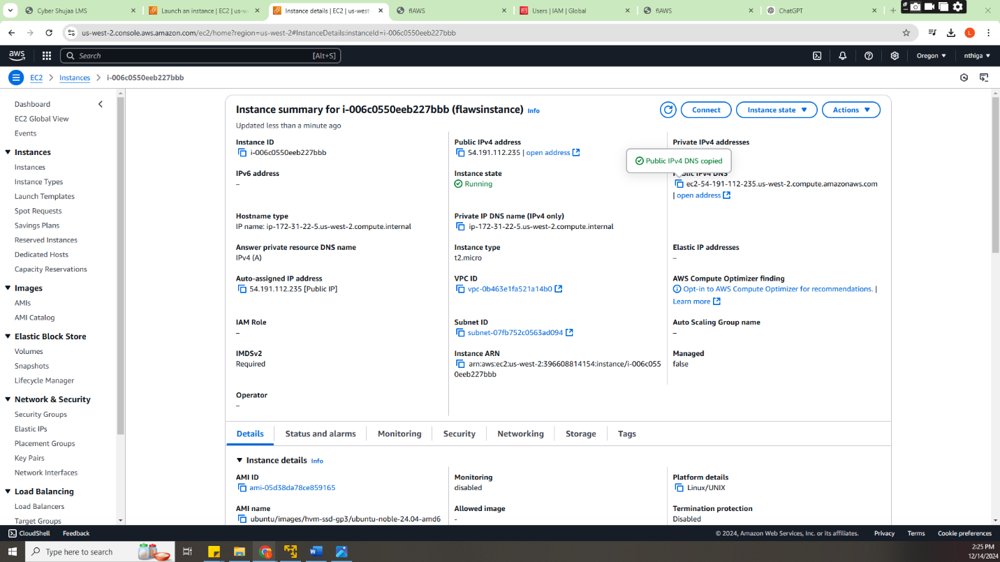 Cyber Shujaa LMS
Launch an instance | EC2 | us-w
Instance details | EC2 | us-west
flAWS
Users | IAM | Global
flAWS
ChatGPT
us-west-2.console.aws.amazon.com/ec2/home?region=us-west-2#InstanceDetails:instanceId=i-006c0550eeb227bbb
L
aws
Search
[Alt+S]
Oregon
nthiga
EC2
Instances
i-006c0550eeb227bbb
Dashboard
EC2 Global View
Events
Instances
Instances
Instance Types
Launch Templates
Spot Requests
Savings Plans
Reserved Instances
Dedicated Hosts
Capacity Reservations
Images
AMIs
AMI Catalog
Elastic Block Store
Volumes
Snapshots
Lifecycle Manager
Network & Security
Security Groups
Elastic IPs
Placement Groups
Key Pairs
Network Interfaces
Load Balancing
Load Balancers
Target Groups
Instance summary for i-006c0550eeb227bbb (flawsinstance) Info
Connect
Instance state
Actions
Updated less than a minute ago
Instance ID
i-006c0550eeb227bbb
Public IPv4 address
54.191.112.235 | open address
Private IPv4 addresses
Public IPv4 DNS copied
IPv6 address
–
Instance state
Running
Public IPv4 DNS
ec2-54-191-112-235.us-west-2.compute.amazonaws.com
| open address
Hostname type
IP name: ip-172-31-22-5.us-west-2.compute.internal
Private IP DNS name (IPv4 only)
ip-172-31-22-5.us-west-2.compute.internal
Answer private resource DNS name
IPv4 (A)
Instance type
t2.micro
Elastic IP addresses
–
Auto-assigned IP address
54.191.112.235 [Public IP]
VPC ID
vpc-0b463e1fa521a14b0
AWS Compute Optimizer finding
Opt-in to AWS Compute Optimizer for recommendations. |
Learn more
IAM Role
–
Subnet ID
subnet-07fb752c0563ad094
Auto Scaling Group name
–
IMDSv2
Required
Instance ARN
arn:aws:ec2:us-west-2:396608814154:instance/i-006c055
0eeb227bbb
Managed
false
Operator
–
Details
Status and alarms
Monitoring
Security
Networking
Storage
Tags
Instance details Info
AMI ID
ami-05d38da78ce859165
Monitoring
disabled
Platform details
Linux/UNIX
AMI name
ubuntu/images/hvm-ssd-gp3/ubuntu-noble-24.04-amd6
Allowed image
-
Termination protection
Disabled
CloudShell
Feedback
© 2024, Amazon Web Services, Inc. or its affiliates.
Privacy
Terms
Cookie preferences
Type here to search
2:25 PM
12/14/2024